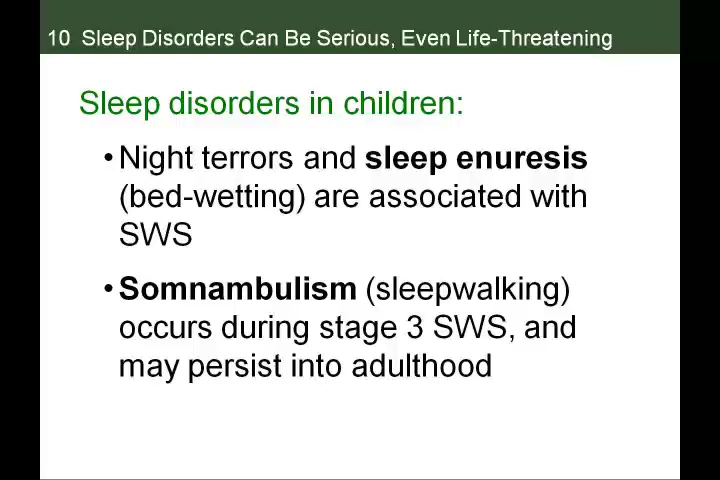 10 Sleep Disorders Can Be Serious, Even Life-Threatening
Sleep disorders in children:
• Night terrors and sleep enuresis
(bed-wetting) are associated with
SWS
• Somnambulism (sleepwalking)
occurs during stage 3 SWS, and
may persist into adulthood